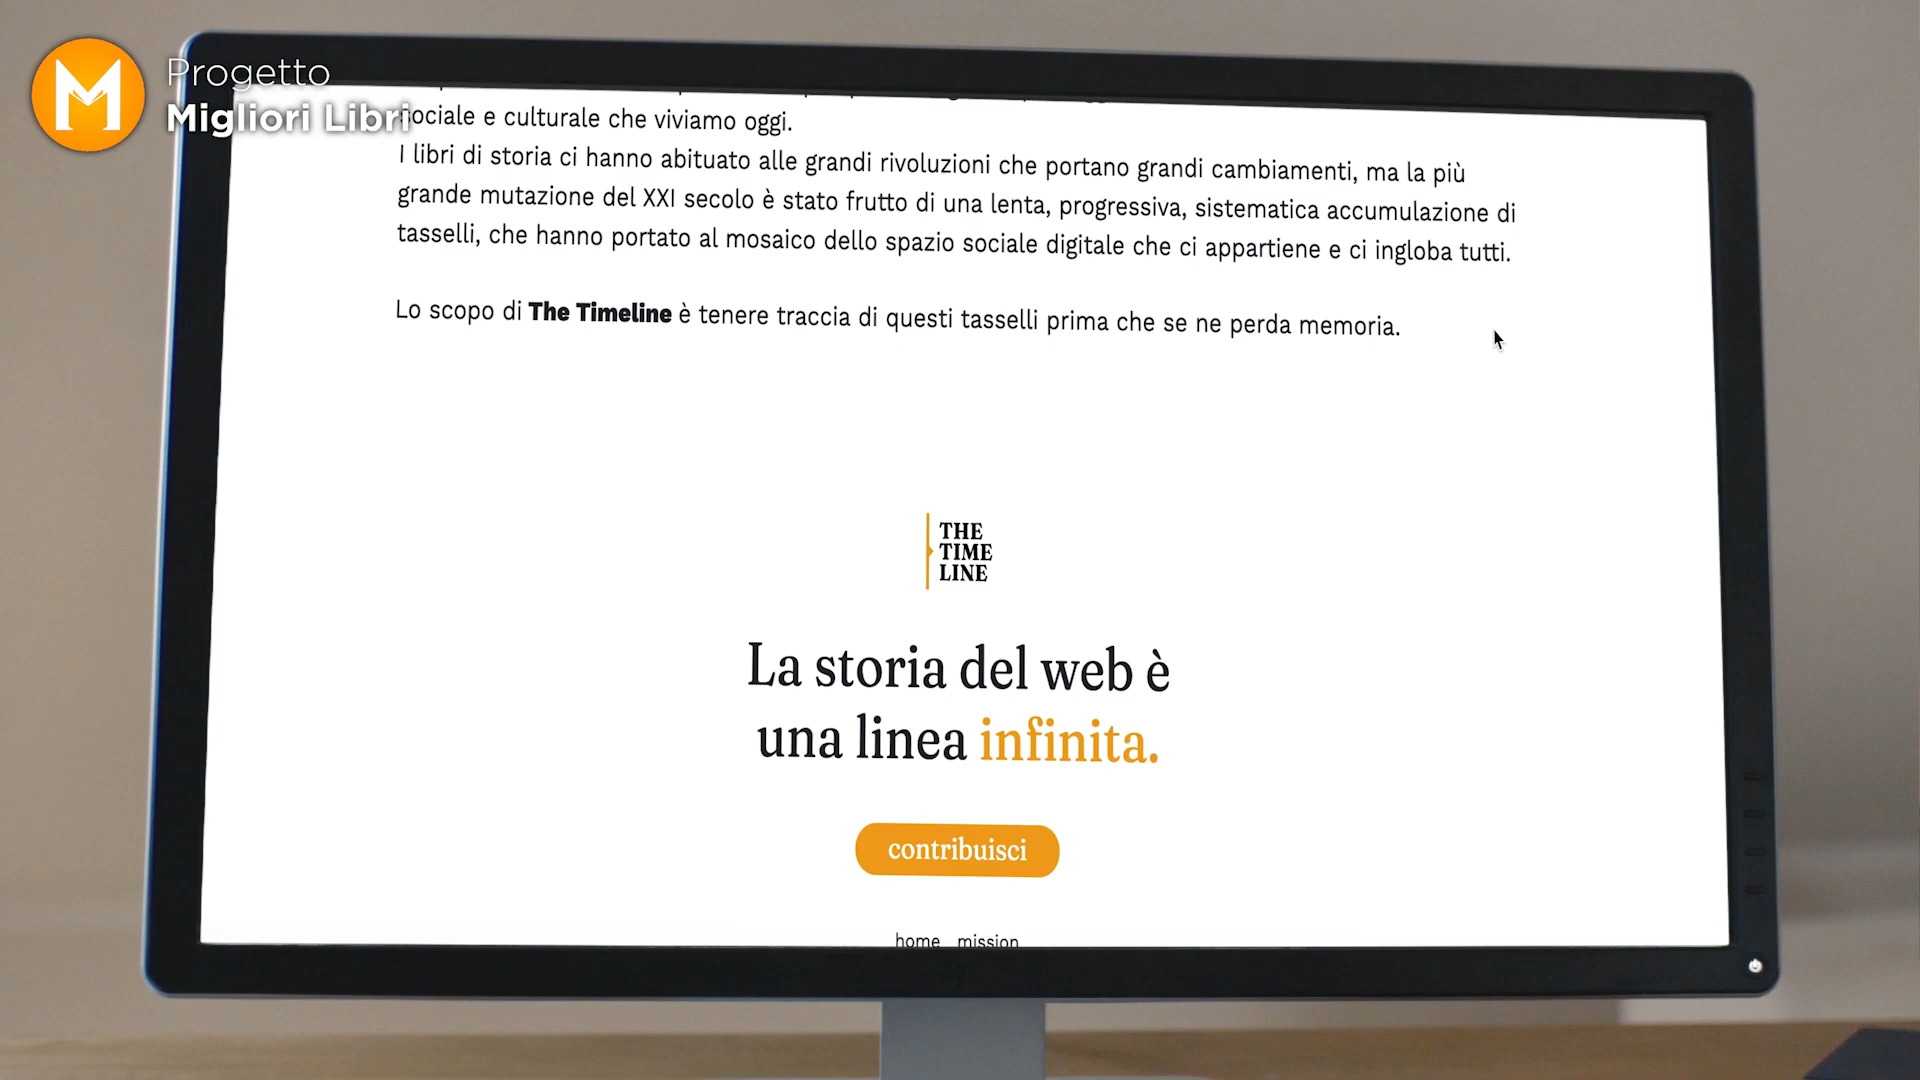 Progetto
Migliori Libri
sociale e culturale che viviamo oggi.
I libri di storia ci hanno abituato alle grandi rivoluzioni che portano grandi cambiamenti, ma la più
grande mutazione del XXI secolo è stato frutto di una lenta, progressiva, sistematica accumulazione di
tasselli, che hanno portato al mosaico dello spazio sociale digitale che ci appartiene e ci ingloba tutti.
Lo scopo di The Timeline è tenere traccia di questi tasselli prima che se ne perda memoria.
THE
TIME
LINE
La storia del web è
una linea infinita.
contribuisci
home mission